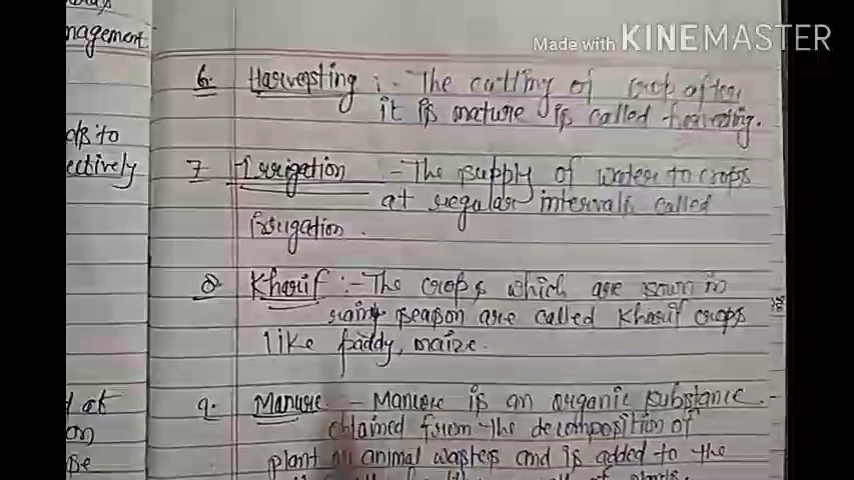 Made with KINEMASTER
nagement
ectively
6. Harvesting :- The cutting of crop after
it is mature is called harvesting.
7 Irrigation - The supply of water to crops
at regular intervals called
irrigation.
8. Kharif :- The crops which are sown in
rainy season are called Kharif crops
like paddy, maize.
9. Manure - Manure is an organic substance
obtained from the decomposition of
plant or animal wastes and is added to the
of plants.